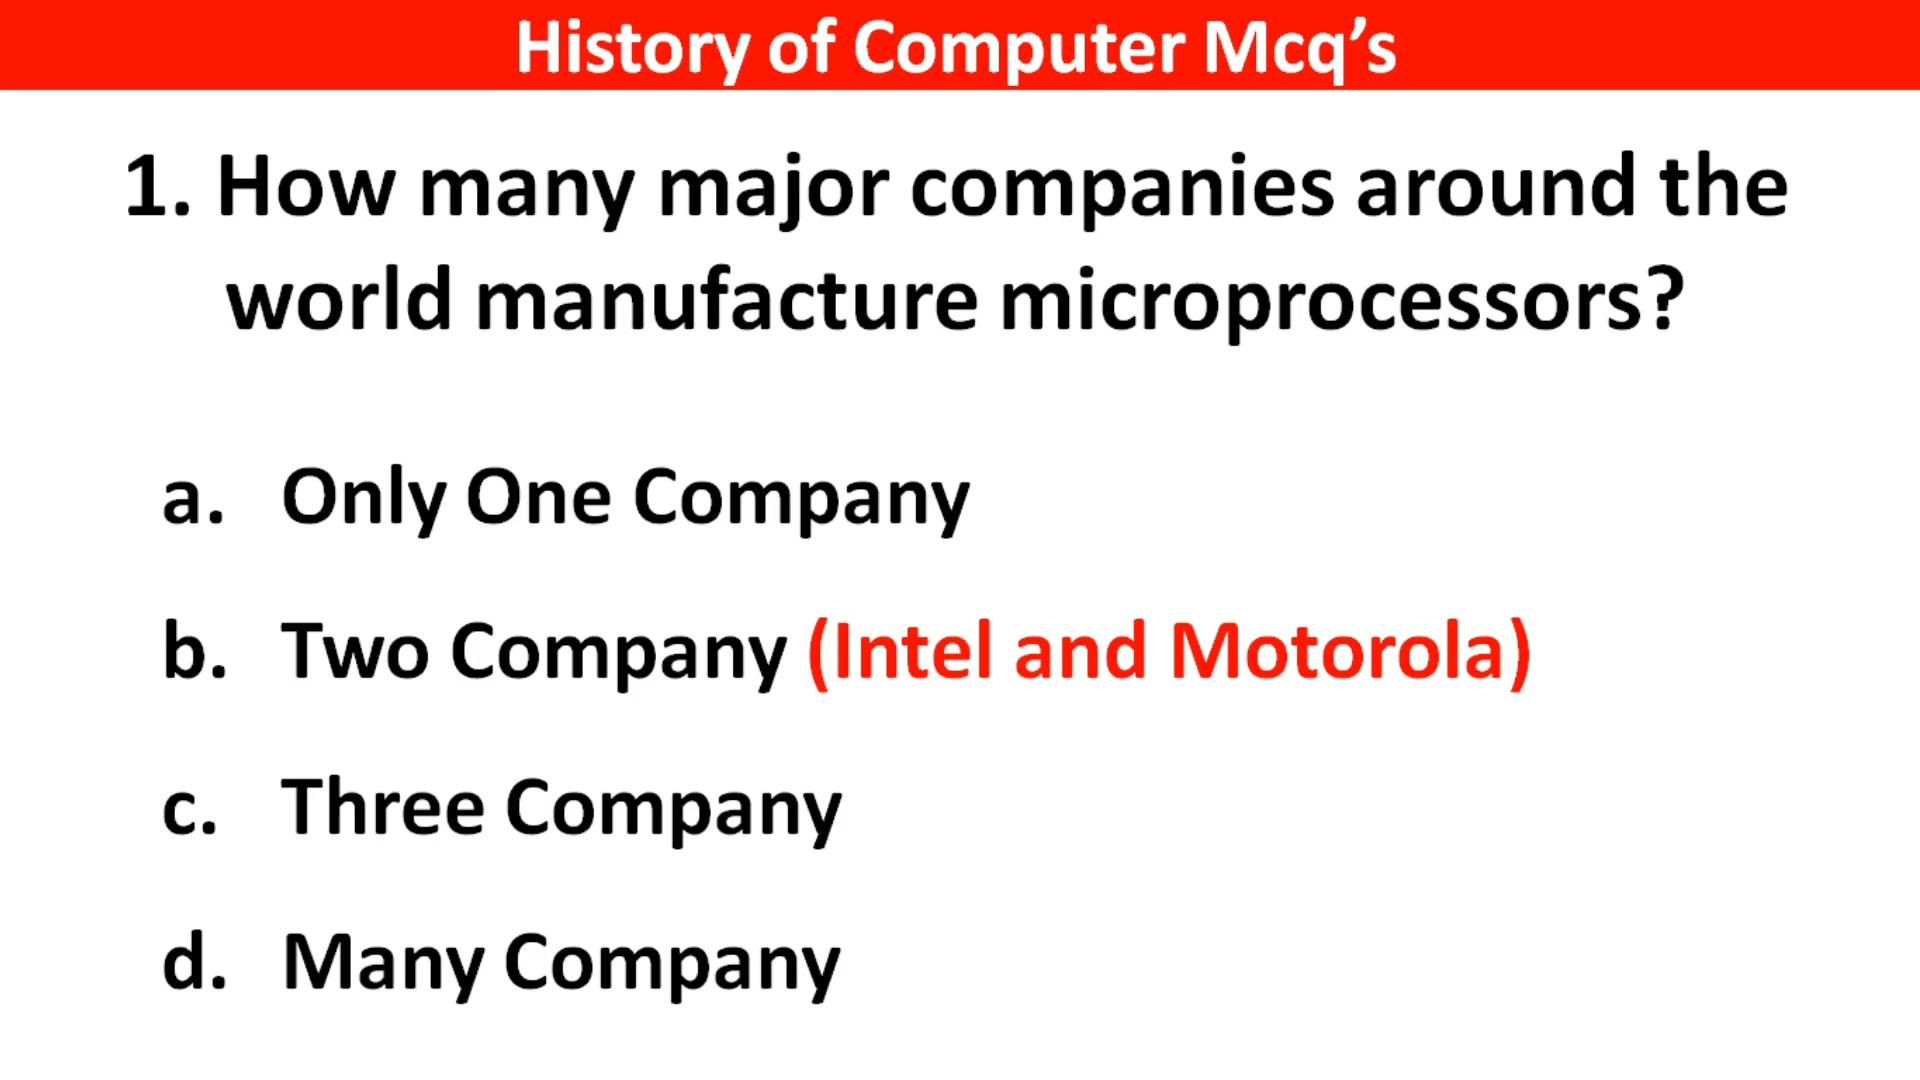 History of Computer Mcq’s
1. How many major companies around the
world manufacture microprocessors?
a. Only One Company
b. Two Company (Intel and Motorola)
c. Three Company
d. Many Company